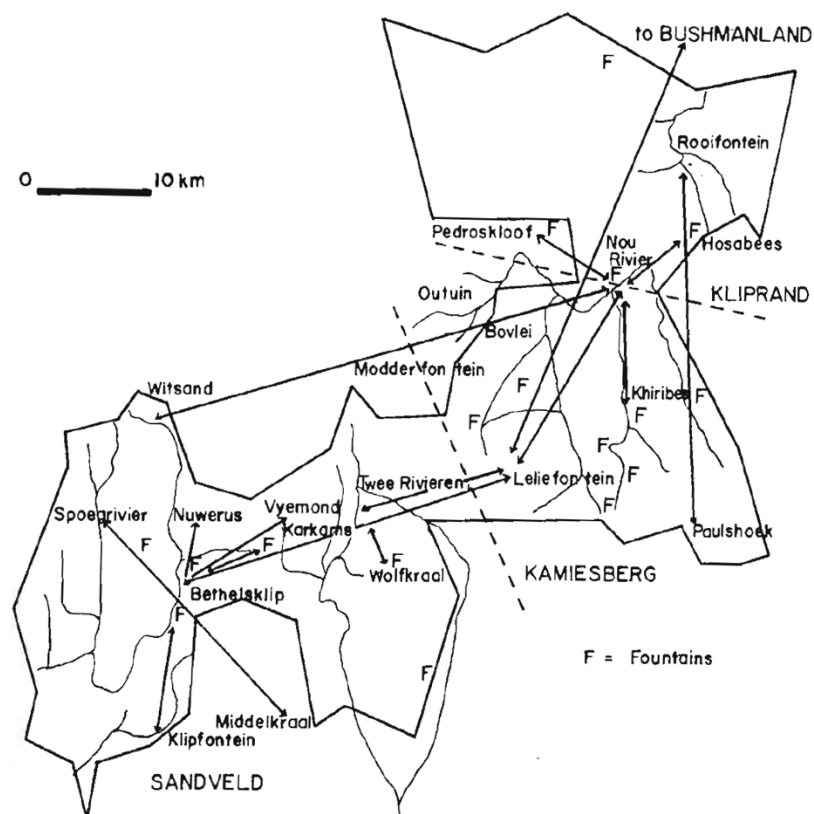 to BUSHMANLAND
F
Rooifontein
0 10 km
Pedroskloof
F
Nou
Rivier
F
F
Hosabees
Outuin
KLIPRAND
Bovlei
Modderfontein
Witsand
F
Khiribes
F
F
F
Twee Rivieren
Leliefontein
F
F
F
Spoegrivier
Nuwerus
Vyemond
Karkams
Paulshoek
F
F
F
F
Wolfkraal
Bethelsklip
KAMIESBERG
F
F = Fountains
F
Middelkraal
Klipfontein
SANDVELD